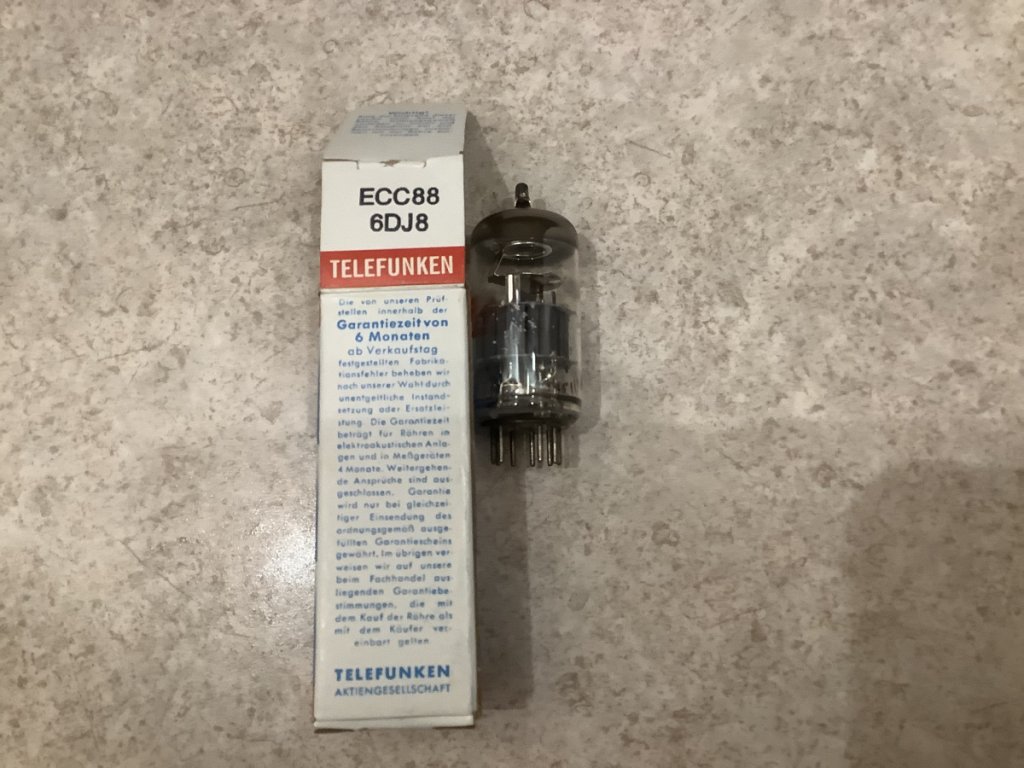 ECC88
6DJ8
TELEFUNKEN
Die von unseren Prüf-
stellen innerhalb der
Garantiezeit von
6 Monaten
ab Verkaufstag
festgestellten Fabrika-
tionsfehler beheben wir
nach unserer Wahl durch
unentgeltliche Instand-
setzung oder Ersatzlei-
stung. Die Garantiezeit
beträgt für Röhren in
elektroakustischen Anla-
gen und in Meßgeräten
4 Monate. Weitergehen-
de Ansprüche sind aus-
geschlossen. Garantie
wird nur bei gleichzei-
tiger Einsendung des
ordnungsgemäß ausge-
füllten Garantiescheins
gewährt. Im übrigen ver-
weisen wir auf unsere
beim Fachhandel aus-
liegenden Garantiebe-
stimmungen, die mit
dem Kauf der Röhre als
mit dem Käufer ver-
einbart gelten.
TELEFUNKEN
AKTIENGESELLSCHAFT